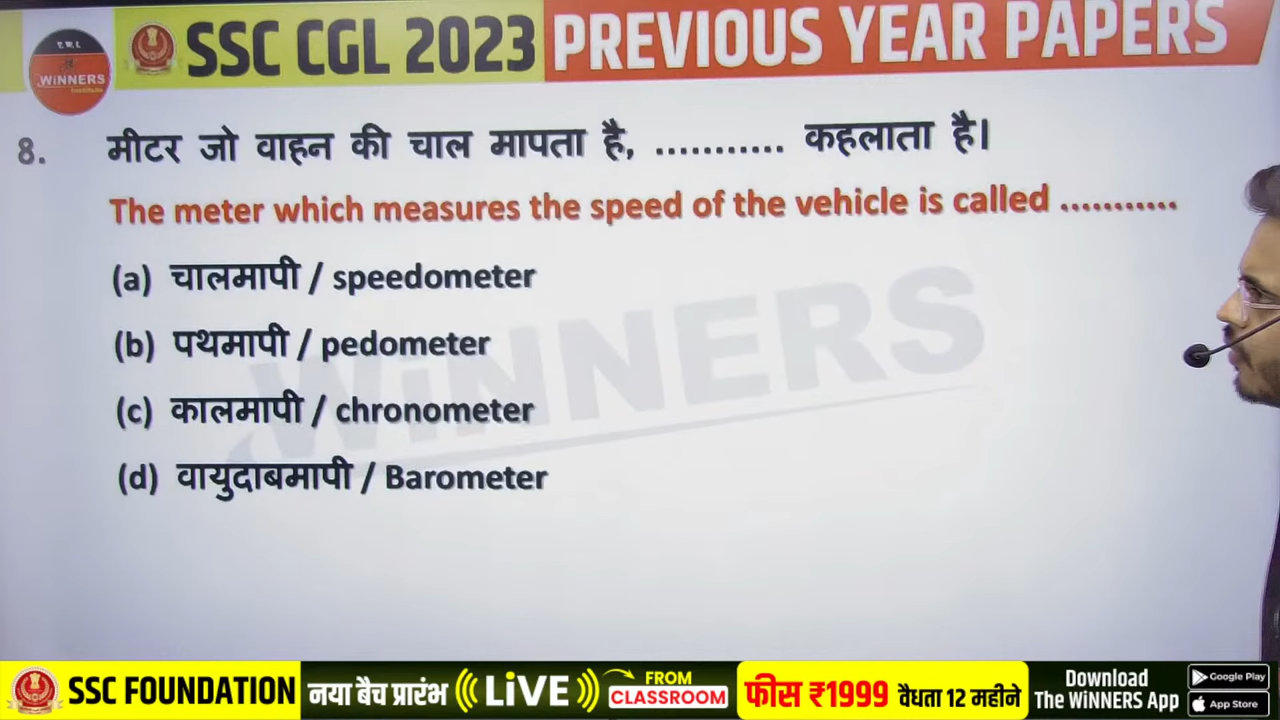 ए.आ.ई.
WiNNERS
Institute
SSC CGL 2023 PREVIOUS YEAR PAPERS
8. मीटर जो वाहन की चाल मापता है, ........... कहलाता है।
The meter which measures the speed of the vehicle is called ...........
(a) चालमापी / speedometer
(b) पथमापी / pedometer
(c) कालमापी / chronometer
(d) वायुदाबमापी / Barometer
WiNNERS
SSC FOUNDATION
नया बैच प्रारंभ
LiVE
FROM
CLASSROOM
फीस ₹1999 वैधता 12 महीने
Download
The WiNNERS App
Google Play
App Store